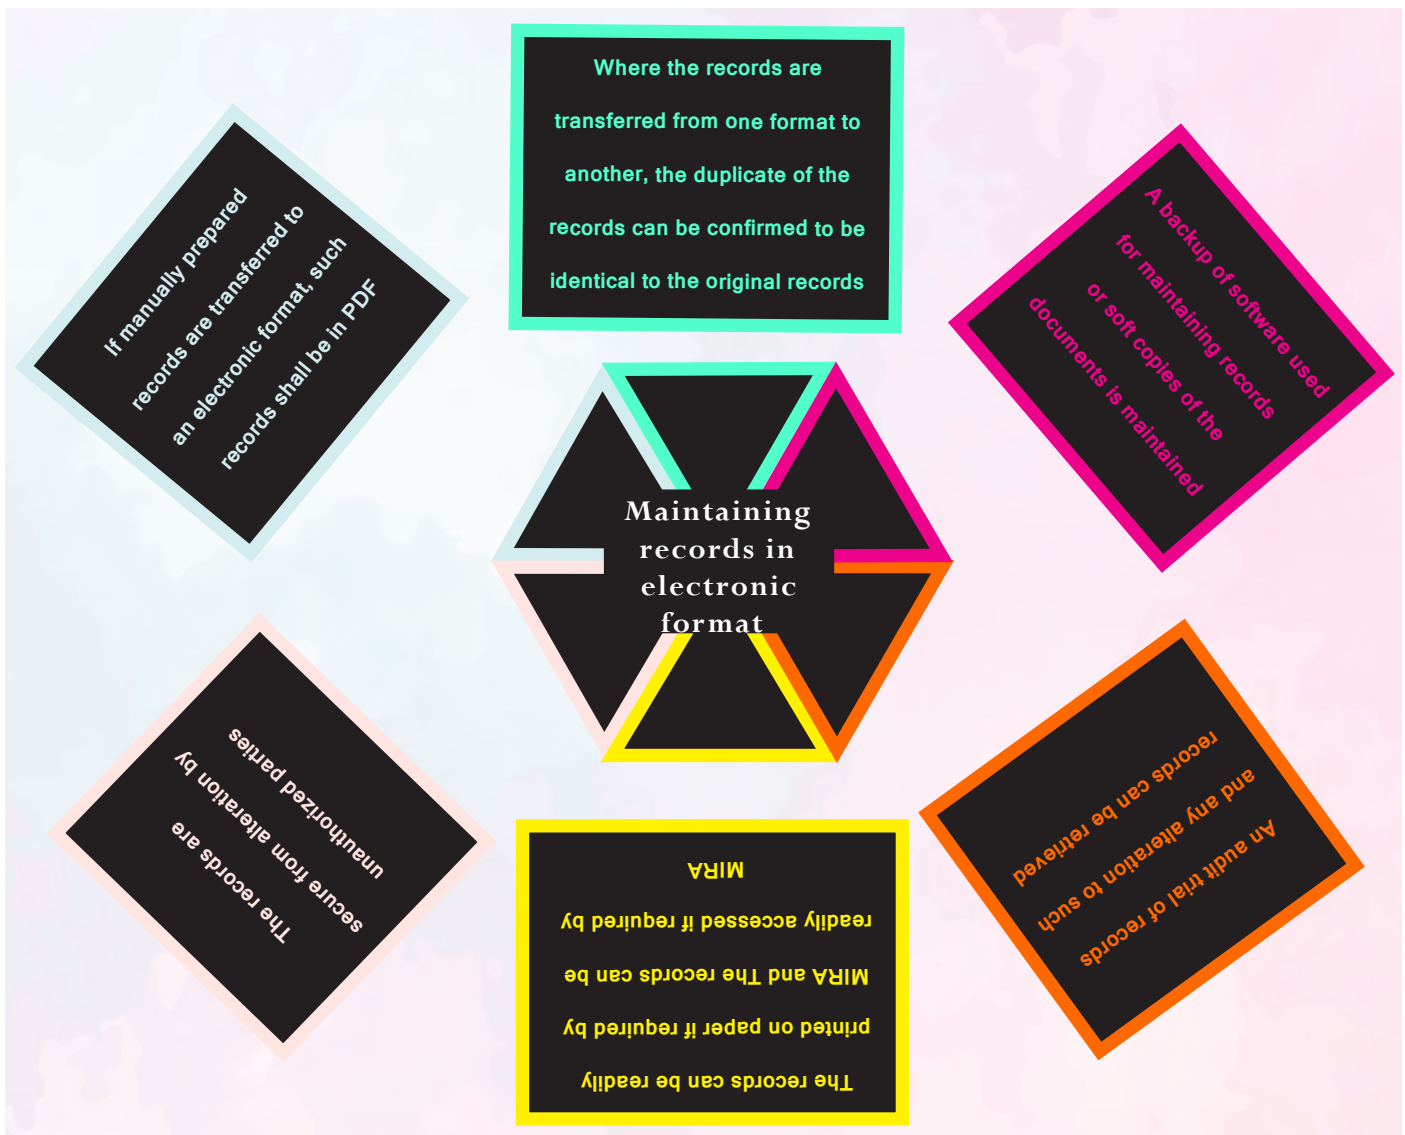 Where the records are
transferred from one format to
another, the duplicate of the
records can be confirmed to be
identical to the original records
A backup of software used
for maintaining records
or soft copies of the
documents is maintained
An audit trial of records
and any alteration to such
records can be retrieved
The records can be readily
printed on paper if required by
MIRA and The records can be
readily accessed if required by
MIRA
The records are
secure from alteration by
unauthorized parties
If manually prepared
records are transferred to
an electronic format, such
records shall be in PDF
Maintaining
records in
electronic
format